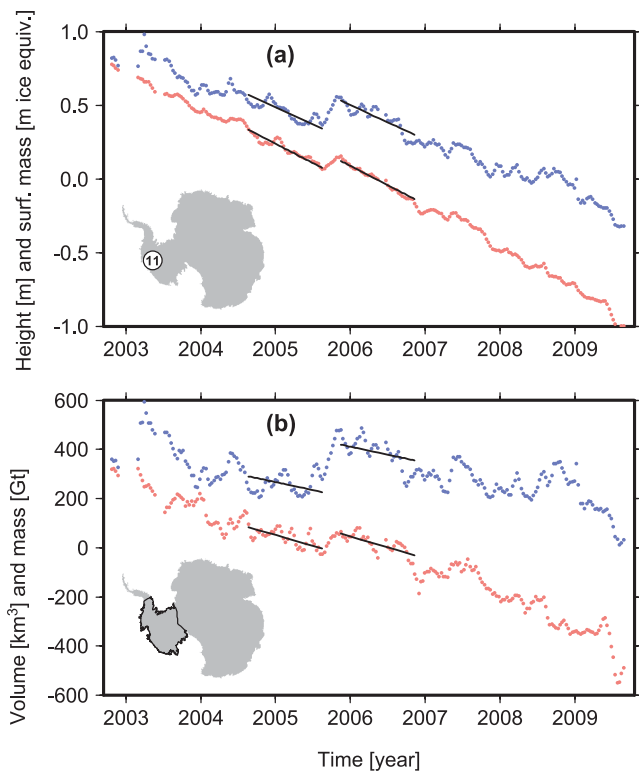 (a)
Height [m] and surf. mass [m ice equiv.]
1.0
0.5
0.0
-0.5
-1.0
11
2003 2004 2005 2006 2007 2008 2009
(b)
Volume [km³] and mass [Gt]
600
400
200
0
-200
-400
-600
2003 2004 2005 2006 2007 2008 2009
Time [year]